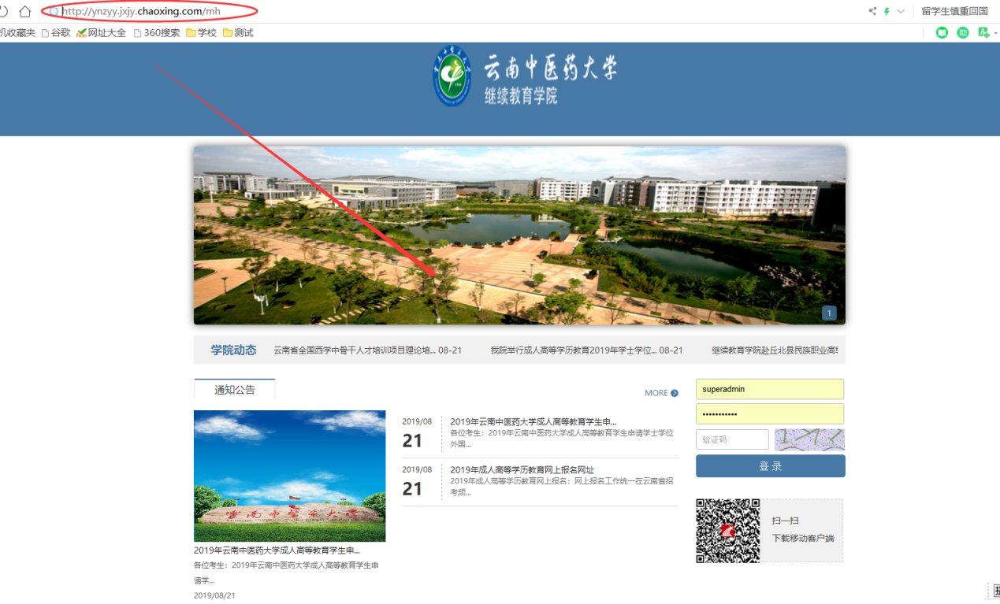 http://ynzyy.jxjy.chaoxing.com/mh
留学生慎重回国
机收藏夹 谷歌 网址大全 360搜索 学校 测试
云南中医药大学
继续教育学院
1
学院动态 云南省全国西学中骨干人才培训项目理论培... 08-21 我院举行成人高等学历教育2019年学士学位... 08-21 继续教育学院赴丘北县民族职业高
通知公告
MORE
云南中医药大学
2019年云南中医药大学成人高等教育学生申...
各位考生：2019年云南中医药大学成人高等教育学生申
请学...
2019/08/21
2019/08
21
2019年云南中医药大学成人高等教育学生申...
各位考生：2019年云南中医药大学成人高等教育学生申请学士学位
外国...
2019/08
21
2019年成人高等学历教育网上报名网址
2019年成人高等学历教育网上报名：网上报名工作统一在云南省招
考频...
superadmin
•••••••••••
验证码
登 录
扫一扫
下载移动客户端